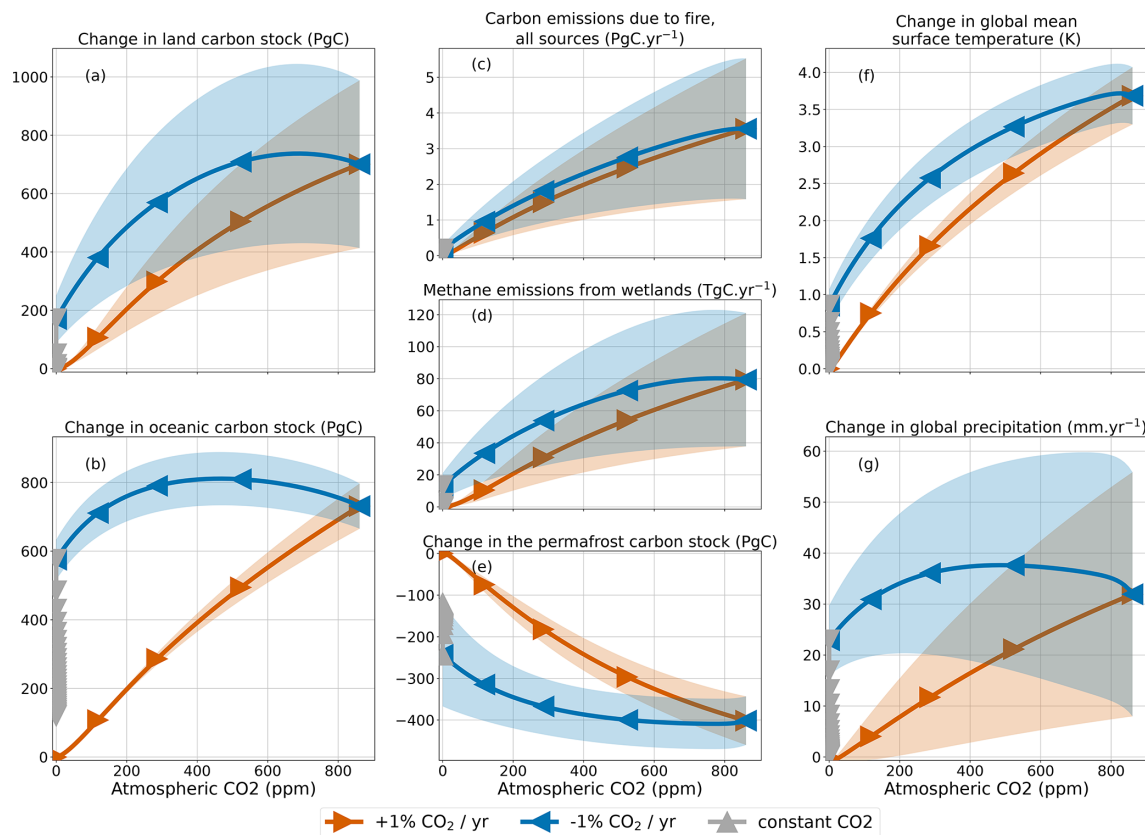 Change in land carbon stock (PgC)
(a)
1000
800
600
400
200
0
Change in oceanic carbon stock (PgC)
(b)
800
600
400
200
0
0 200 400 600 800
Atmospheric CO2 (ppm)
Carbon emissions due to fire,
all sources (PgC.yr⁻¹)
(c)
5
4
3
2
1
0
Methane emissions from wetlands (TgC.yr⁻¹)
(d)
120
100
80
60
40
20
0
Change in the permafrost carbon stock (PgC)
(e)
0
−100
−200
−300
−400
0 200 400 600 800
Atmospheric CO2 (ppm)
Change in global mean
surface temperature (K)
(f)
4.0
3.5
3.0
2.5
2.0
1.5
1.0
0.5
0.0
Change in global precipitation (mm.yr⁻¹)
(g)
60
50
40
30
20
10
0
0 200 400 600 800
Atmospheric CO2 (ppm)
+1% CO₂ / yr -1% CO₂ / yr constant CO2